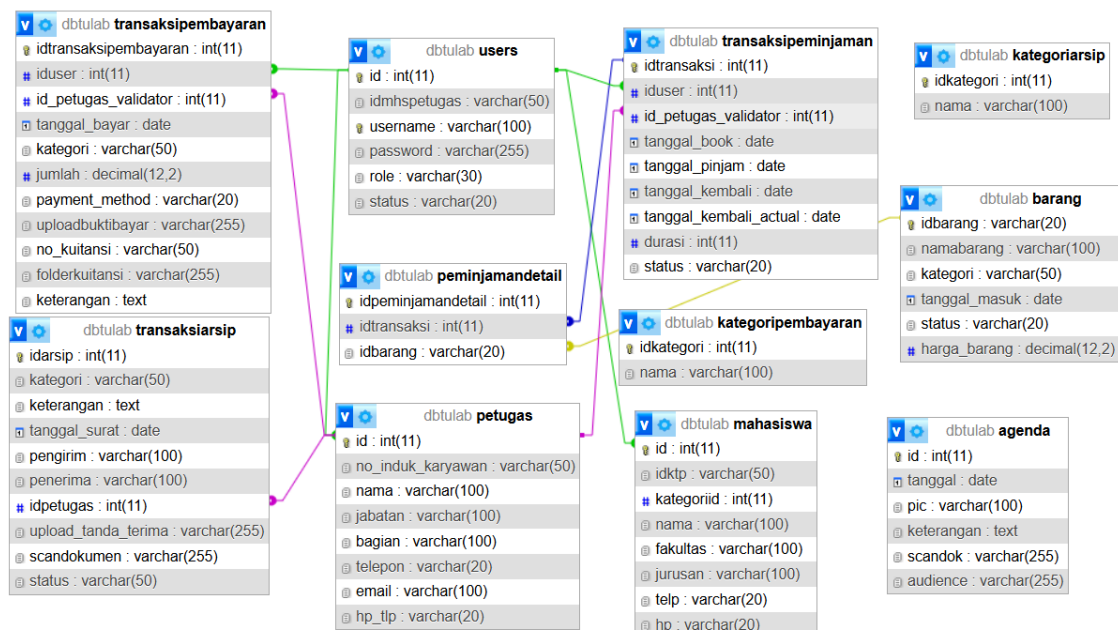 dbtulab transaksipembayaran
idtransaksipembayaran : int(11)
iduser : int(11)
id_petugas_validator : int(11)
tanggal_bayar : date
kategori : varchar(50)
jumlah : decimal(12,2)
payment_method : varchar(20)
uploadbuktibayar : varchar(255)
no_kuitansi : varchar(50)
folderkuitansi : varchar(255)
keterangan : text
dbtulab transaksiarsip
idarsip : int(11)
kategori : varchar(50)
keterangan : text
tanggal_surat : date
pengirim : varchar(100)
penerima : varchar(100)
idpetugas : int(11)
upload_tanda_terima : varchar(255)
scandokumen : varchar(255)
status : varchar(50)
dbtulab users
id : int(11)
idmhspetugas : varchar(50)
username : varchar(100)
password : varchar(255)
role : varchar(30)
status : varchar(20)
dbtulab peminjamandetail
idpeminjamandetail : int(11)
idtransaksi : int(11)
idbarang : varchar(20)
dbtulab petugas
id : int(11)
no_induk_karyawan : varchar(50)
nama : varchar(100)
jabatan : varchar(100)
bagian : varchar(100)
telepon : varchar(20)
email : varchar(100)
hp_tlp : varchar(20)
dbtulab transaksipeminjaman
idtransaksi : int(11)
iduser : int(11)
id_petugas_validator : int(11)
tanggal_book : date
tanggal_pinjam : date
tanggal_kembali : date
tanggal_kembali_actual : date
durasi : int(11)
status : varchar(20)
dbtulab kategoripembayaran
idkategori : int(11)
nama : varchar(100)
dbtulab mahasiswa
id : int(11)
idktp : varchar(50)
kategoriid : int(11)
nama : varchar(100)
fakultas : varchar(100)
jurusan : varchar(100)
telp : varchar(20)
hp : varchar(20)
dbtulab kategoriarsip
idkategori : int(11)
nama : varchar(100)
dbtulab barang
idbarang : varchar(20)
namabarang : varchar(100)
kategori : varchar(50)
tanggal_masuk : date
status : varchar(20)
harga_barang : decimal(12,2)
dbtulab agenda
id : int(11)
tanggal : date
pic : varchar(100)
keterangan : text
scandok : varchar(255)
audience : varchar(255)